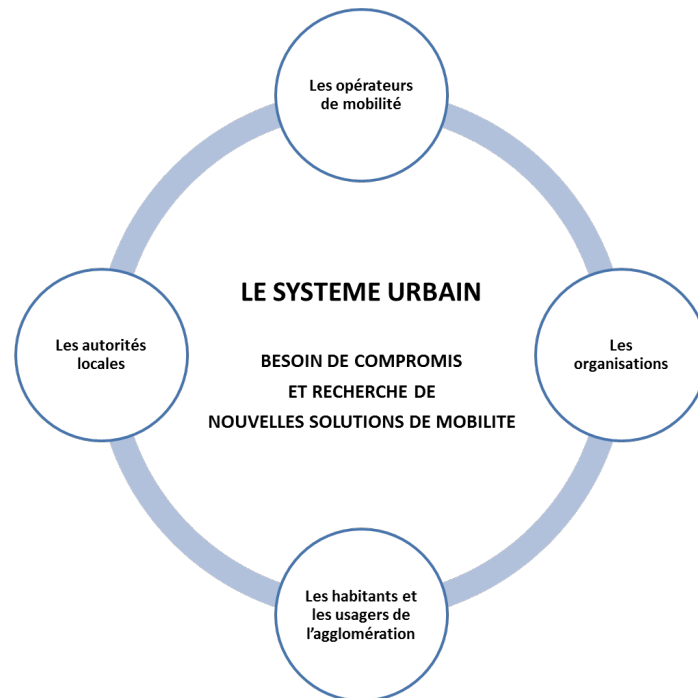 Les opérateurs
de mobilité
LE SYSTEME URBAIN
Les autorités
locales
Les
organisations
BESOIN DE COMPROMIS
ET RECHERCHE DE
NOUVELLES SOLUTIONS DE MOBILITE
Les habitants et
les usagers de
l'agglomération